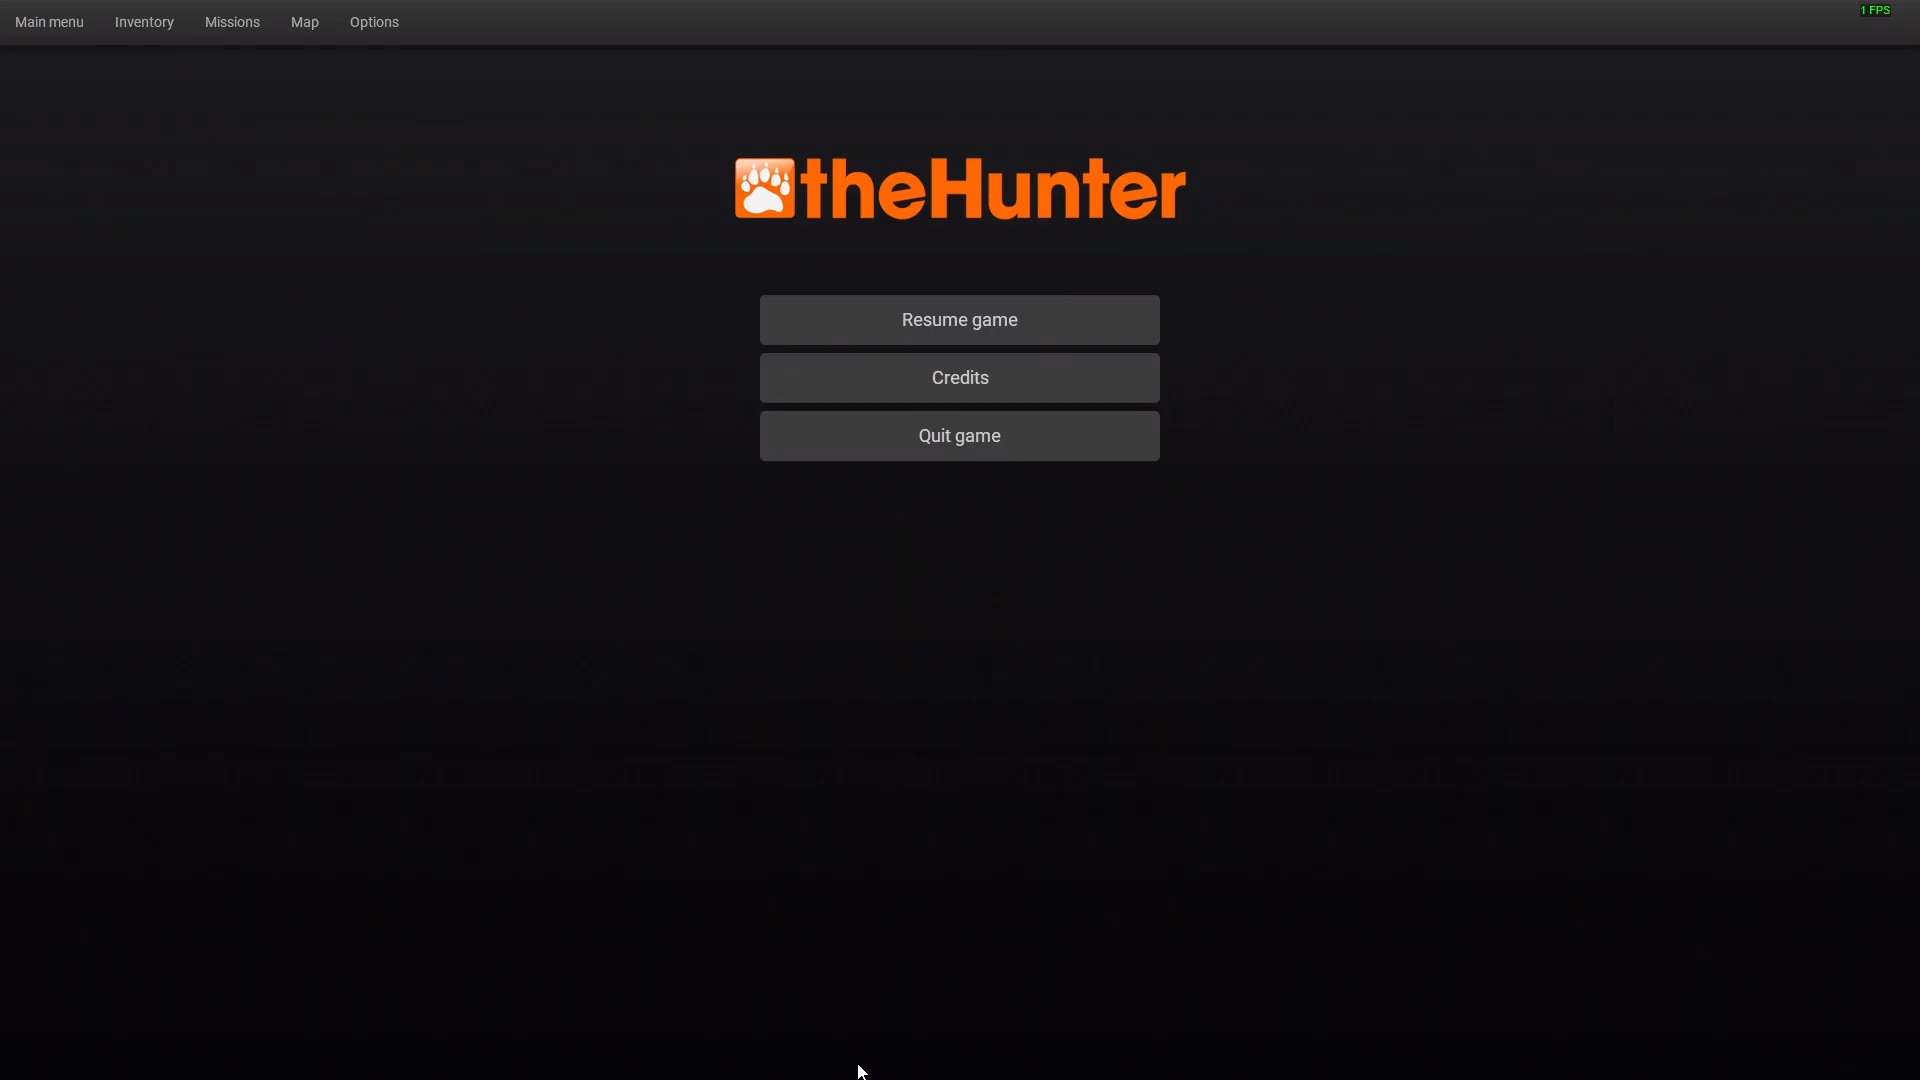 Main menu Inventory Missions Map Options 1 FPS
theHunter
Resume game
Credits
Quit game